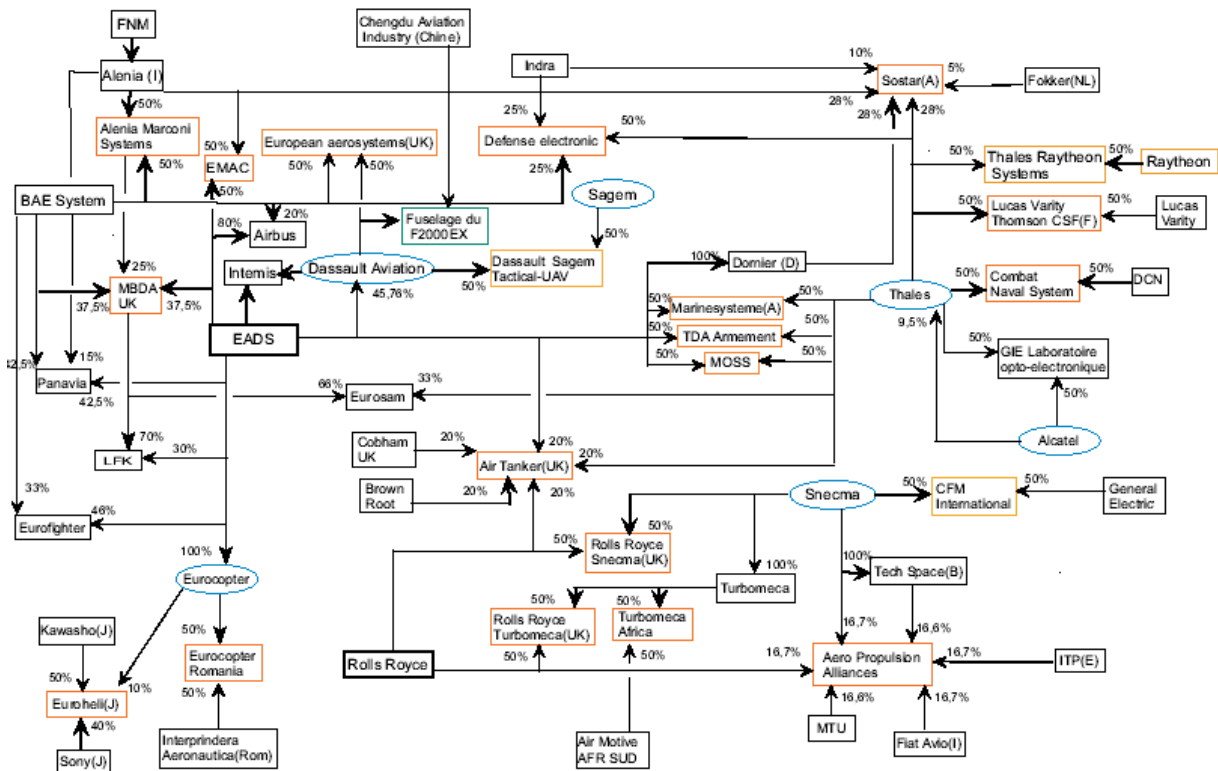 FNM
Chengdu Aviation
Industry (Chine)
10%
Indra
5%
Alenia (I)
Sostar(A)
Fokker(NL)
50%
25%
28%
28%
28%
Alenia Marconi
Systems
European aerosystems(UK)
50%
Defense electronic
50%
50%
50%
EMAC
50%
50%
25%
50%
Thales Raytheon
Systems
50%
Raytheon
50%
Sagem
BAE System
20%
80%
Airbus
Fuselage du
F2000EX
50%
Lucas Varity
Thomson CSF(F)
50%
Lucas
Varity
50%
25%
Intemis
Dassault Aviation
50%
Dassault Sagem
Tactical-UAV
100%
Dornier (D)
50%
Combat
Naval System
50%
DCN
MBDA
UK
37,5%
37,5%
45,76%
50%
Marinesysteme(A)
50%
Thales
9,5%
EADS
50%
TDA Armement
50%
50%
MOSS
50%
50%
GIE Laboratoire
opto-electronique
50%
2,5%
15%
Panavia
42,5%
66%
Eurosam
33%
70%
LFK
30%
Cobham
UK
20%
20%
Air Tanker(UK)
20%
Alcatel
Brown
Root
20%
20%
Snecma
50%
CFM
International
50%
General
Electric
33%
Eurofighter
46%
50%
50%
Rolls Royce
Snecma(UK)
100%
Eurocopter
100%
Turbomeca
100%
Tech Space(B)
50%
Rolls Royce
Turbomeca(UK)
50%
50%
Turbomeca
Africa
50%
Kawasho(J)
50%
Eurocopter
Romania
50%
Rolls Royce
16,7%
16,7%
16,6%
Aero Propulsion
Alliances
16,7%
ITP(E)
50%
10%
Euroheli(J)
40%
16,6%
16,7%
Sony(J)
Interprindera
Aeronautica(Rom)
Air Motive
AFR SUD
MTU
Fiat Avio(I)